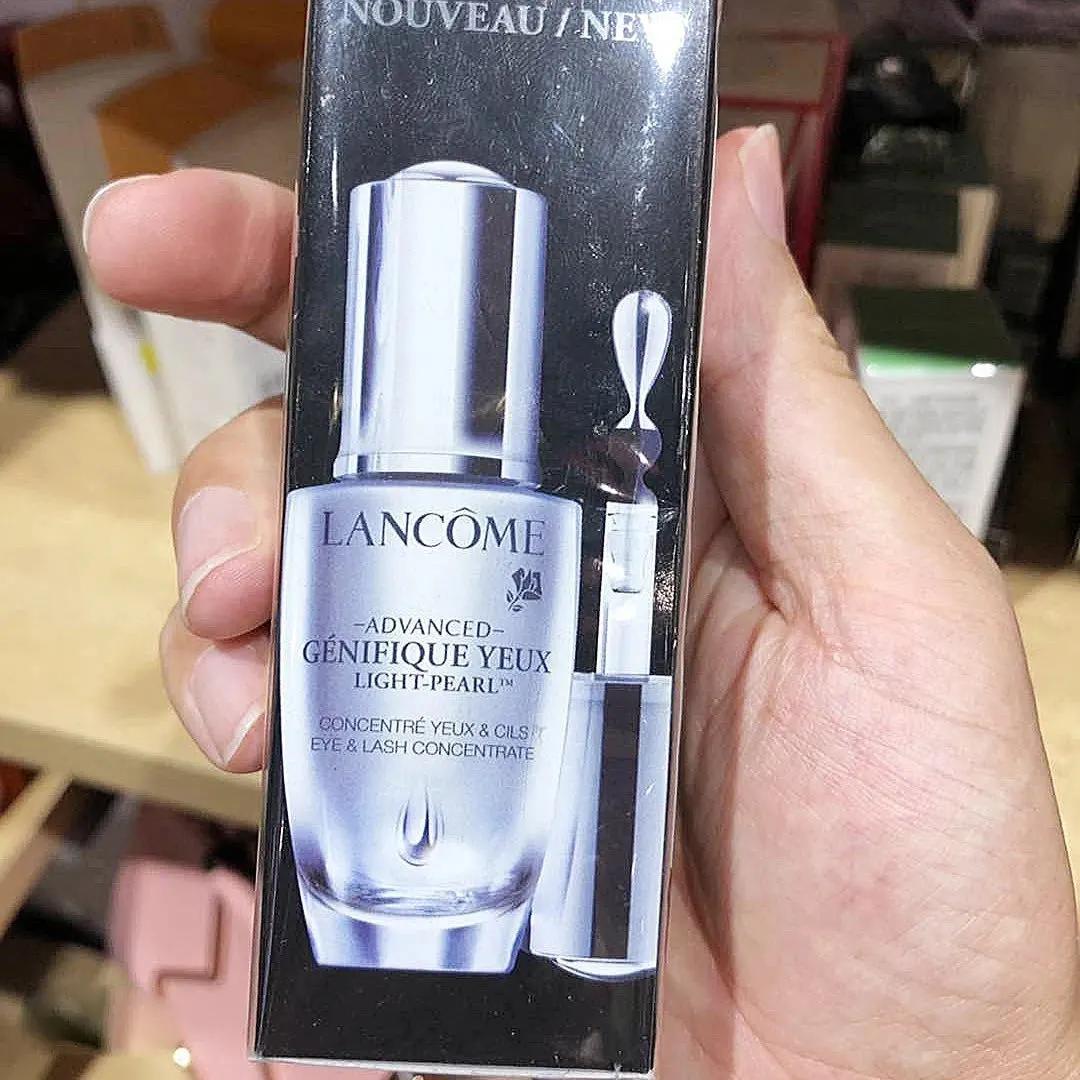 NOUVEAU / NEW
LANCÔME
-ADVANCED-
GÉNIFIQUE YEUX
LIGHT-PEARL™
CONCENTRÉ YEUX & CILS
EYE & LASH CONCENTRATE